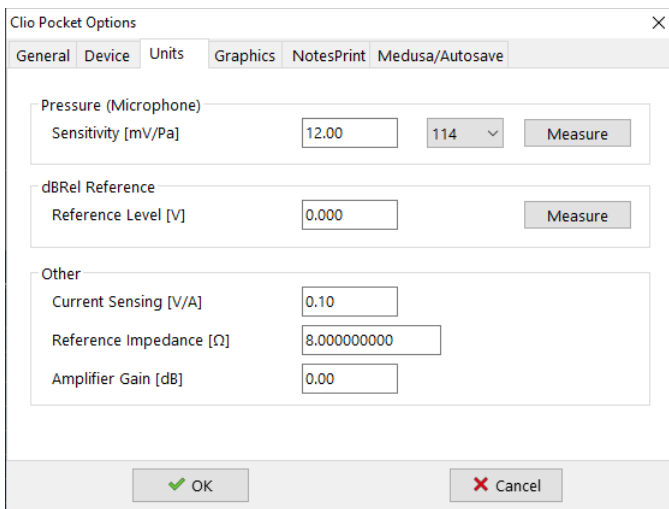 Clio Pocket Options
General Device Units Graphics NotesPrint Medusa/Autosave
Pressure (Microphone)
Sensitivity [mV/Pa] 12.00 114 Measure
dBRel Reference
Reference Level [V] 0.000 Measure
Other
Current Sensing [V/A] 0.10
Reference Impedance [Ω] 8.000000000
Amplifier Gain [dB] 0.00
OK Cancel